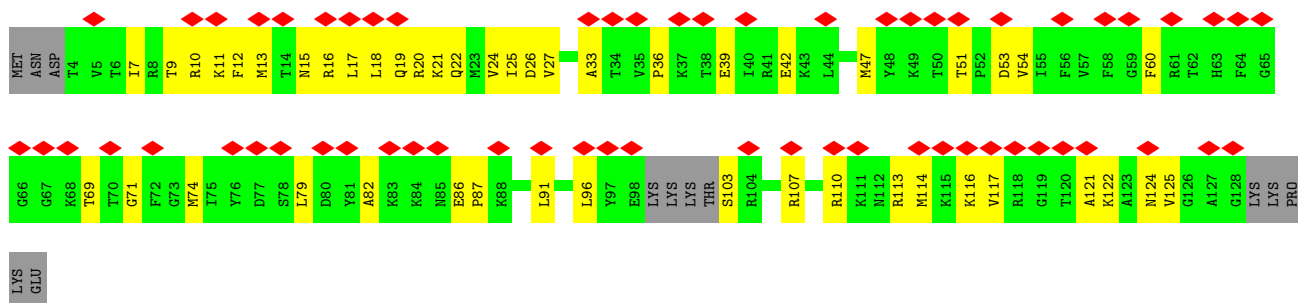 MET ASN ASP T4 V5 T6 I7 R8 T9 R10 K11 F12 M13 T14 N15 R16 L17 L18 Q19 R20 K21 Q22 M23 V24 I25 D26 V27 A33 T34 V35 P36 K37 T38 E39 I40 R41 E42 K43 L44 M47 Y48 K49 T50 T51 P52 D53 V54 I55 F56 V57 F58 G59 F60 R61 T62 H63 F64 G65
G66 G67 K68 T69 T70 G71 F72 G73 M74 I75 Y76 D77 S78 L79 D80 Y81 A82 K83 K84 N85 E86 P87 K88 L91 L96 Y97 E98 LYS LYS LYS THR S103 R104 R107 R110 K111 N112 R113 M114 K115 K116 V117 R118 G119 T120 A121 K122 A123 N124 V125 G126 A127 G128 LYS LYS PRO
LYS GLU